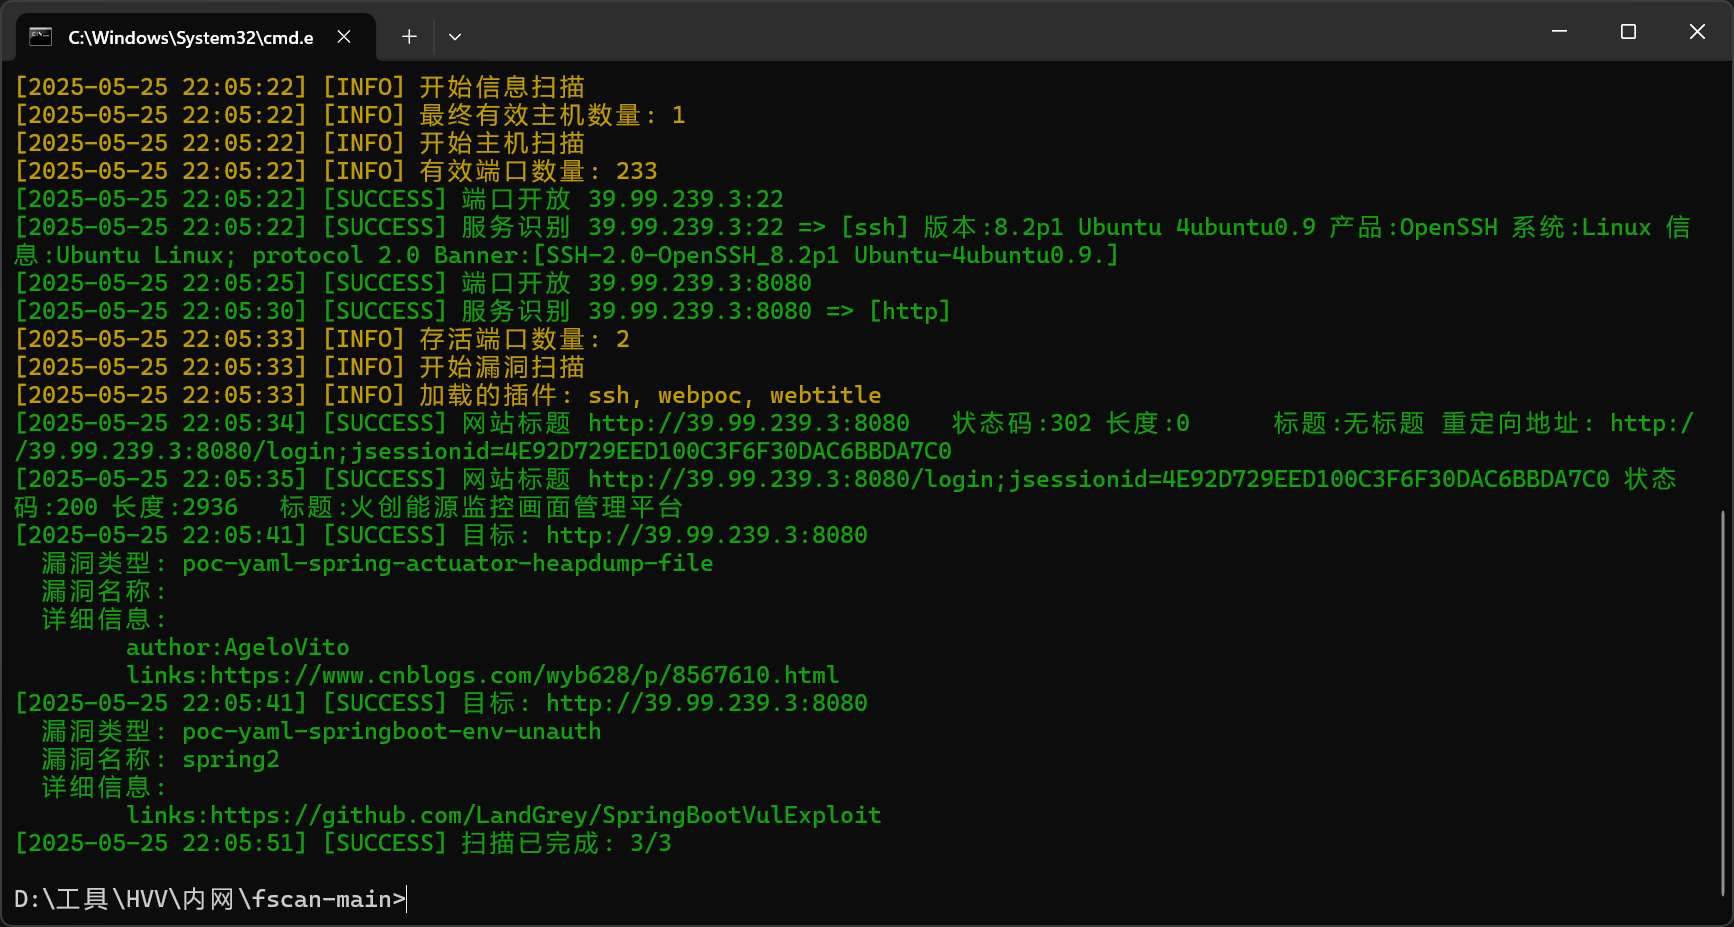 C:\Windows\System32\cmd.e
[2025-05-25 22:05:22] [INFO] 开始信息扫描
[2025-05-25 22:05:22] [INFO] 最终有效主机数量: 1
[2025-05-25 22:05:22] [INFO] 开始主机扫描
[2025-05-25 22:05:22] [INFO] 有效端口数量: 233
[2025-05-25 22:05:22] [SUCCESS] 端口开放 39.99.239.3:22
[2025-05-25 22:05:22] [SUCCESS] 服务识别 39.99.239.3:22 => [ssh] 版本:8.2p1 Ubuntu 4ubuntu0.9 产品:OpenSSH 系统:Linux 信
息:Ubuntu Linux; protocol 2.0 Banner:[SSH-2.0-OpenSSH_8.2p1 Ubuntu-4ubuntu0.9.]
[2025-05-25 22:05:25] [SUCCESS] 端口开放 39.99.239.3:8080
[2025-05-25 22:05:30] [SUCCESS] 服务识别 39.99.239.3:8080 => [http]
[2025-05-25 22:05:33] [INFO] 存活端口数量: 2
[2025-05-25 22:05:33] [INFO] 开始漏洞扫描
[2025-05-25 22:05:33] [INFO] 加载的插件: ssh, webpoc, webtitle
[2025-05-25 22:05:34] [SUCCESS] 网站标题 http://39.99.239.3:8080 状态码:302 长度:0 标题:无标题 重定向地址: http:/
/39.99.239.3:8080/login;jsessionid=4E92D729EED100C3F6F30DAC6BBDA7C0
[2025-05-25 22:05:35] [SUCCESS] 网站标题 http://39.99.239.3:8080/login;jsessionid=4E92D729EED100C3F6F30DAC6BBDA7C0 状态
码:200 长度:2936 标题:火创能源监控画面管理平台
[2025-05-25 22:05:41] [SUCCESS] 目标: http://39.99.239.3:8080
漏洞类型: poc-yaml-spring-actuator-heapdump-file
漏洞名称:
详细信息:
author:AgeloVito
links:https://www.cnblogs.com/wyb628/p/8567610.html
[2025-05-25 22:05:41] [SUCCESS] 目标: http://39.99.239.3:8080
漏洞类型: poc-yaml-springboot-env-unauth
漏洞名称: spring2
详细信息:
links:https://github.com/LandGrey/SpringBootVulExploit
[2025-05-25 22:05:51] [SUCCESS] 扫描已完成: 3/3
D:\工具\HVV\内网\fscan-main>